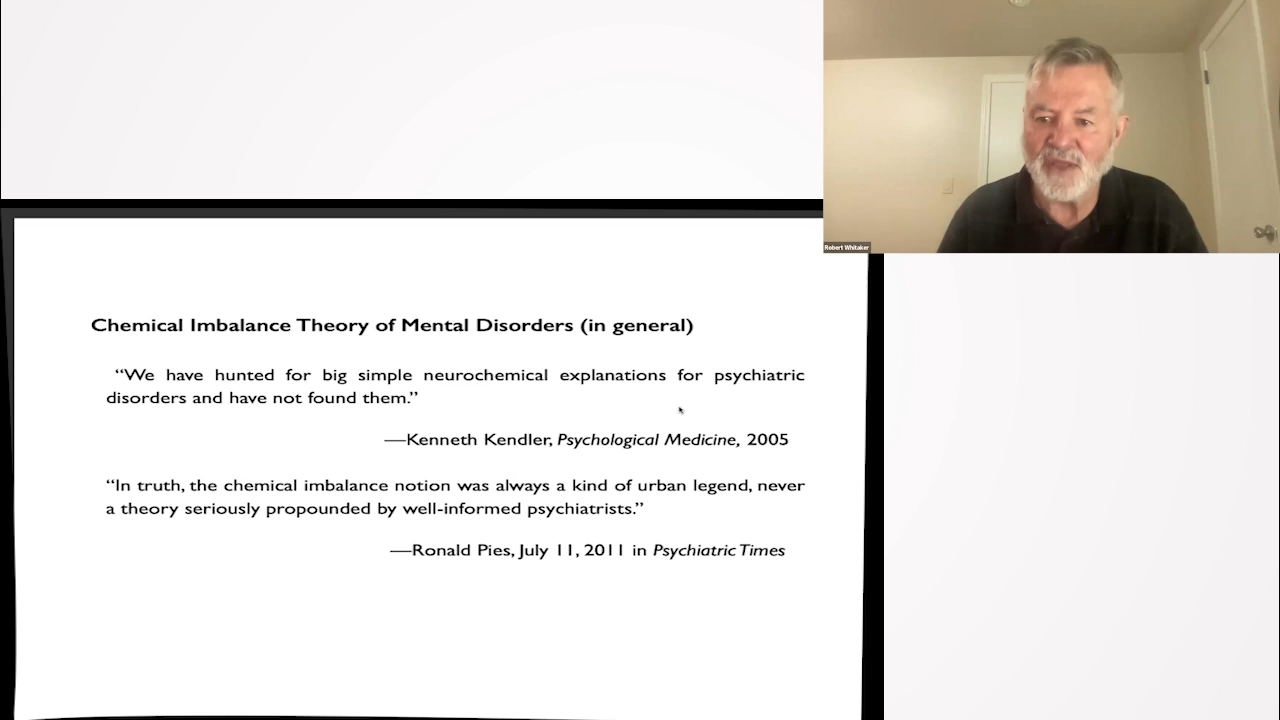 Robert Whitaker
Chemical Imbalance Theory of Mental Disorders (in general)
“We have hunted for big simple neurochemical explanations for psychiatric
disorders and have not found them.”
—Kenneth Kendler, Psychological Medicine, 2005
“In truth, the chemical imbalance notion was always a kind of urban legend, never
a theory seriously propounded by well-informed psychiatrists.”
—Ronald Pies, July 11, 2011 in Psychiatric Times